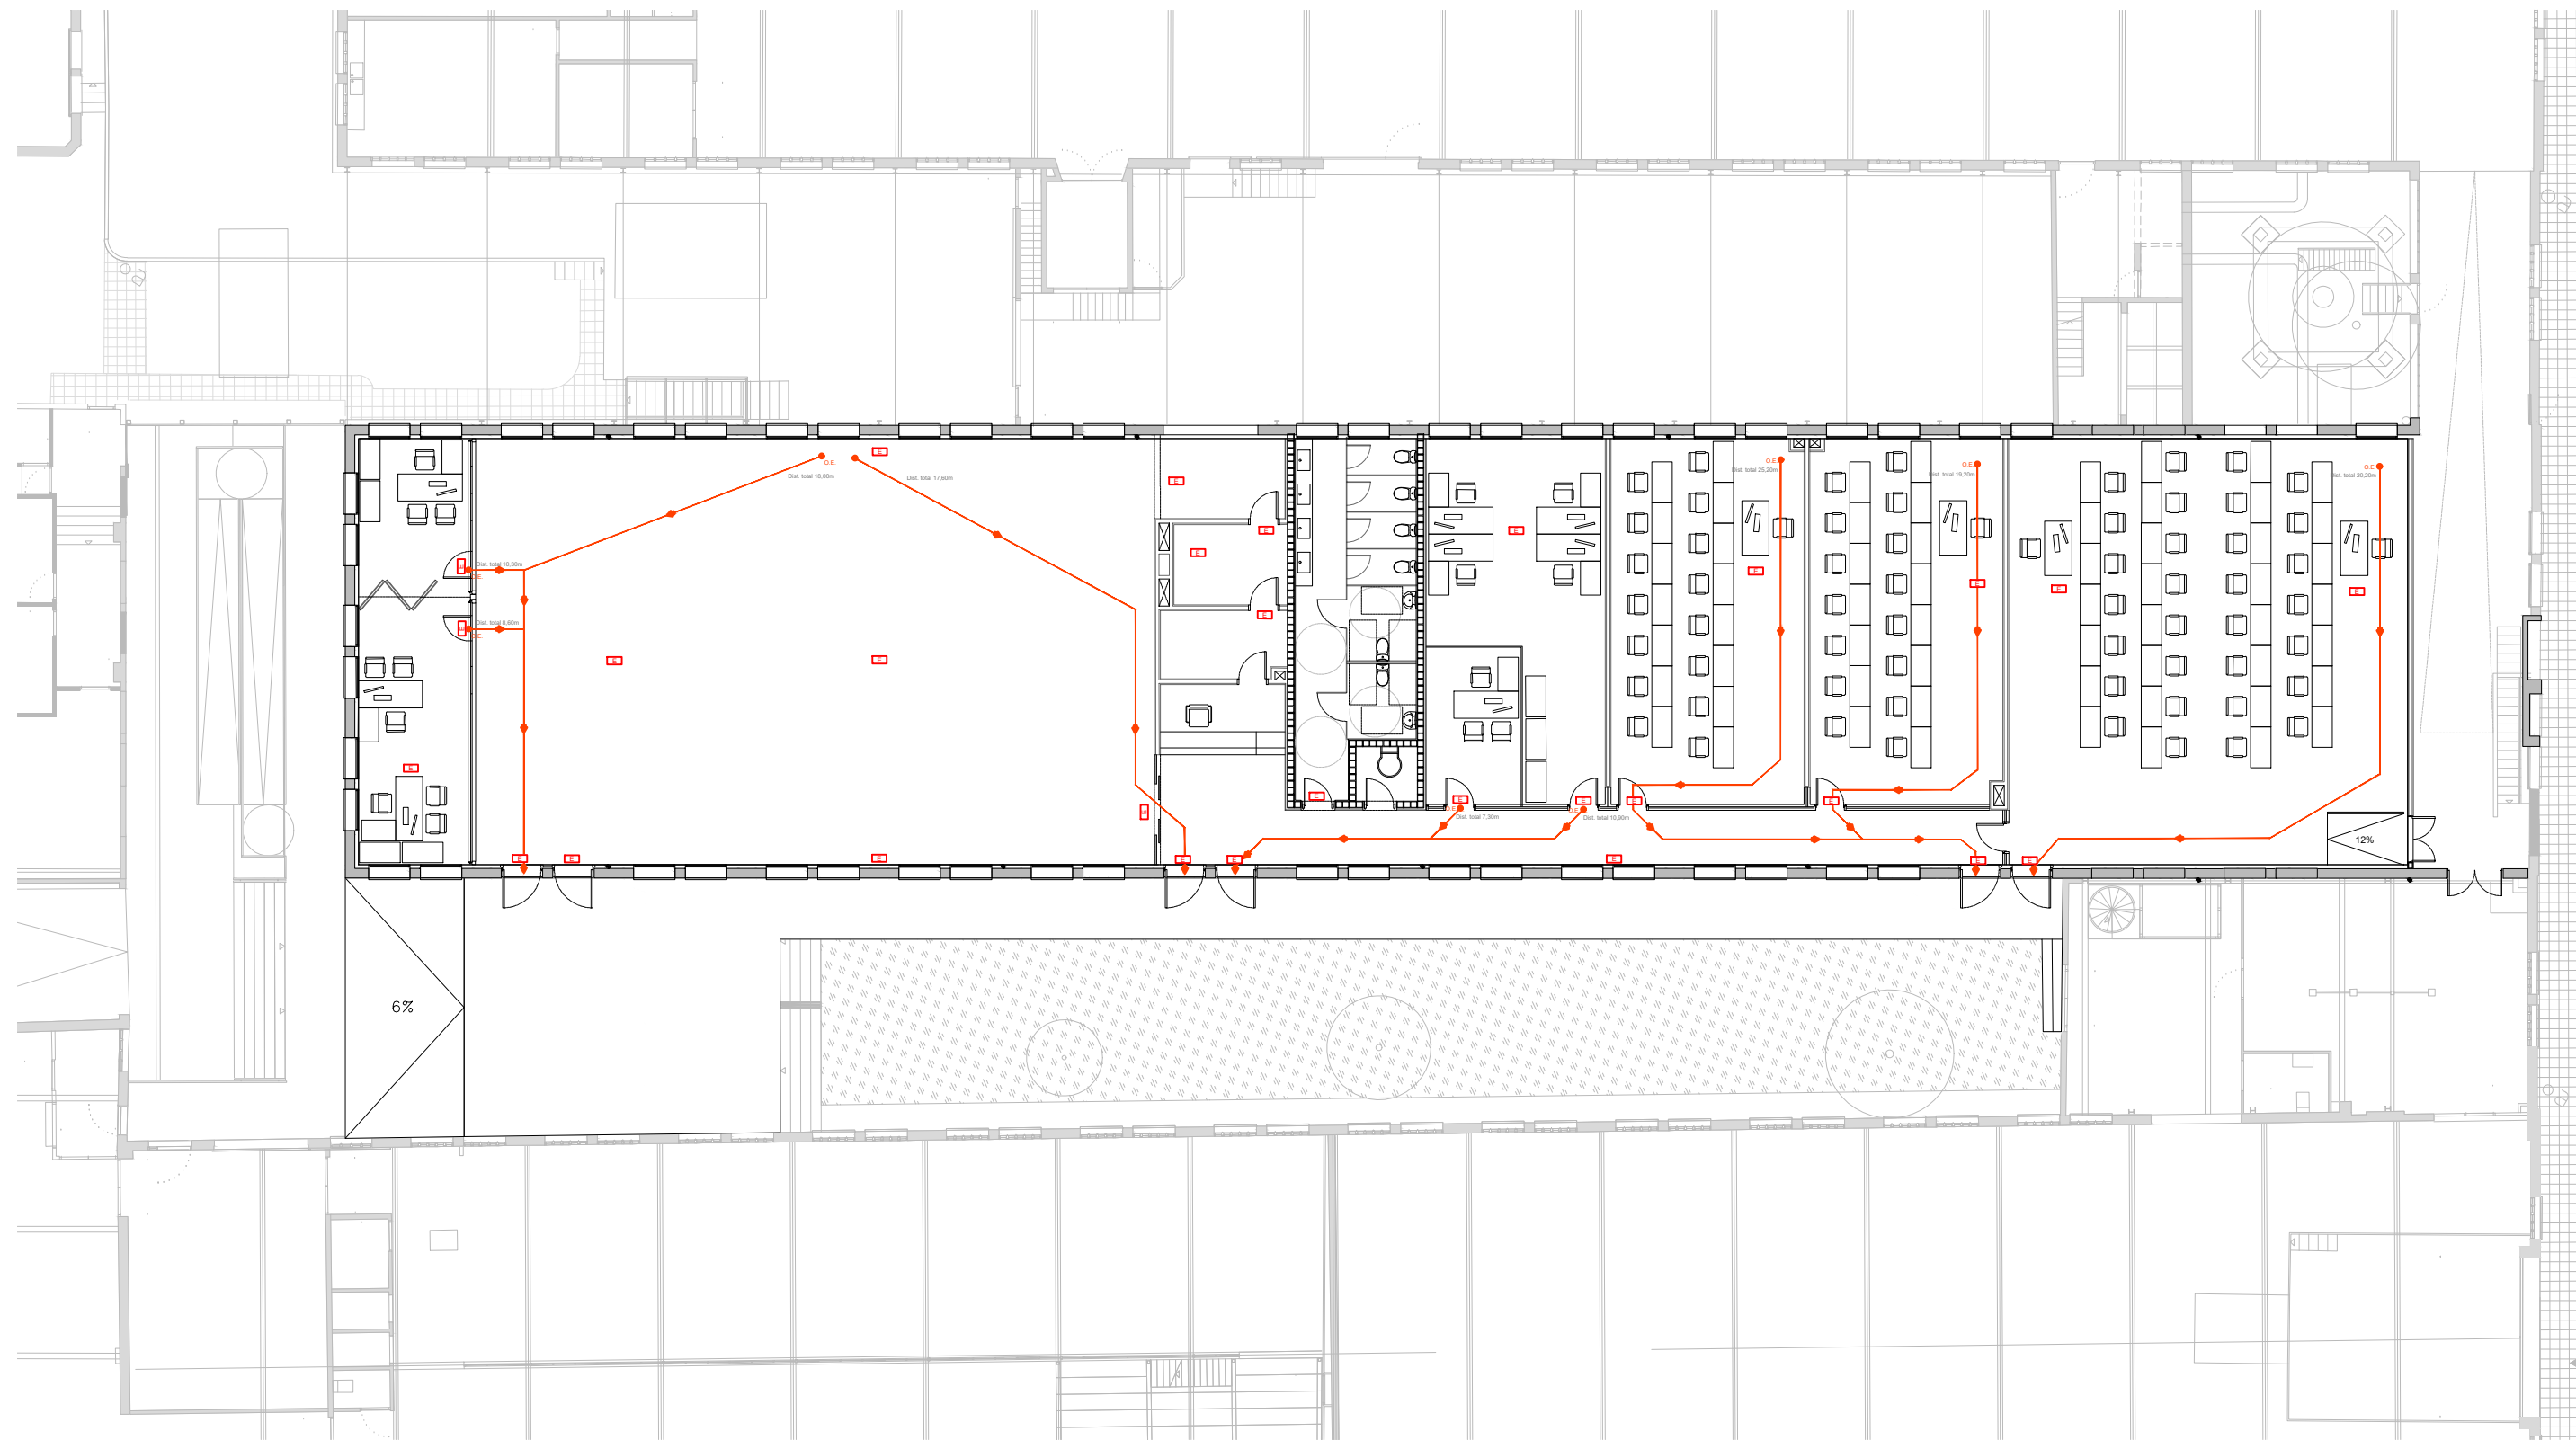 E
O.E.
Dist. total 18,00m
Dist. total 17,60m
E
O.E.
Dist. total 25,20m
O.E.
Dist. total 19,20m
O.E.
Dist. total 20,20m
E
E
E
E
Dist. total 10,30m
O.E.
E
E
E
E
E
Dist. total 8,60m
O.E.
E
E
E
E
E
E
E
E
E
O.E.
Dist. total 7,30m
O.E.
Dist. total 10,90m
12%
E
E
E
E
E
E
E
E
6%